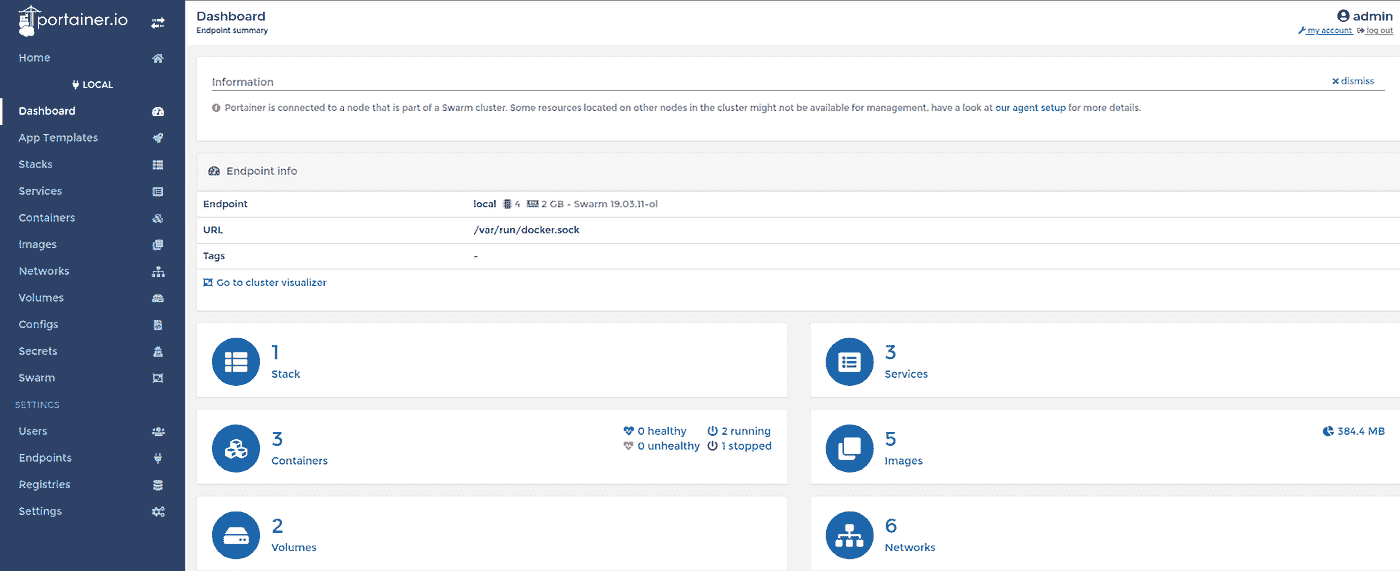 portainer.io
Home
LOCAL
Dashboard
App Templates
Stacks
Services
Containers
Images
Networks
Volumes
Configs
Secrets
Swarm
SETTINGS
Users
Endpoints
Registries
Settings
Dashboard
Endpoint summary
admin
my account log out
Information
dismiss
Portainer is connected to a node that is part of a Swarm cluster. Some resources located on other nodes in the cluster might not be available for management, have a look at our agent setup for more details.
Endpoint info
Endpoint local 4 2 GB - Swarm 19.03.11-ol
URL /var/run/docker.sock
Tags -
Go to cluster visualizer
1
Stack
3
Services
3
Containers
0 healthy 2 running
0 unhealthy 1 stopped
5
Images
384.4 MB
2
Volumes
6
Networks